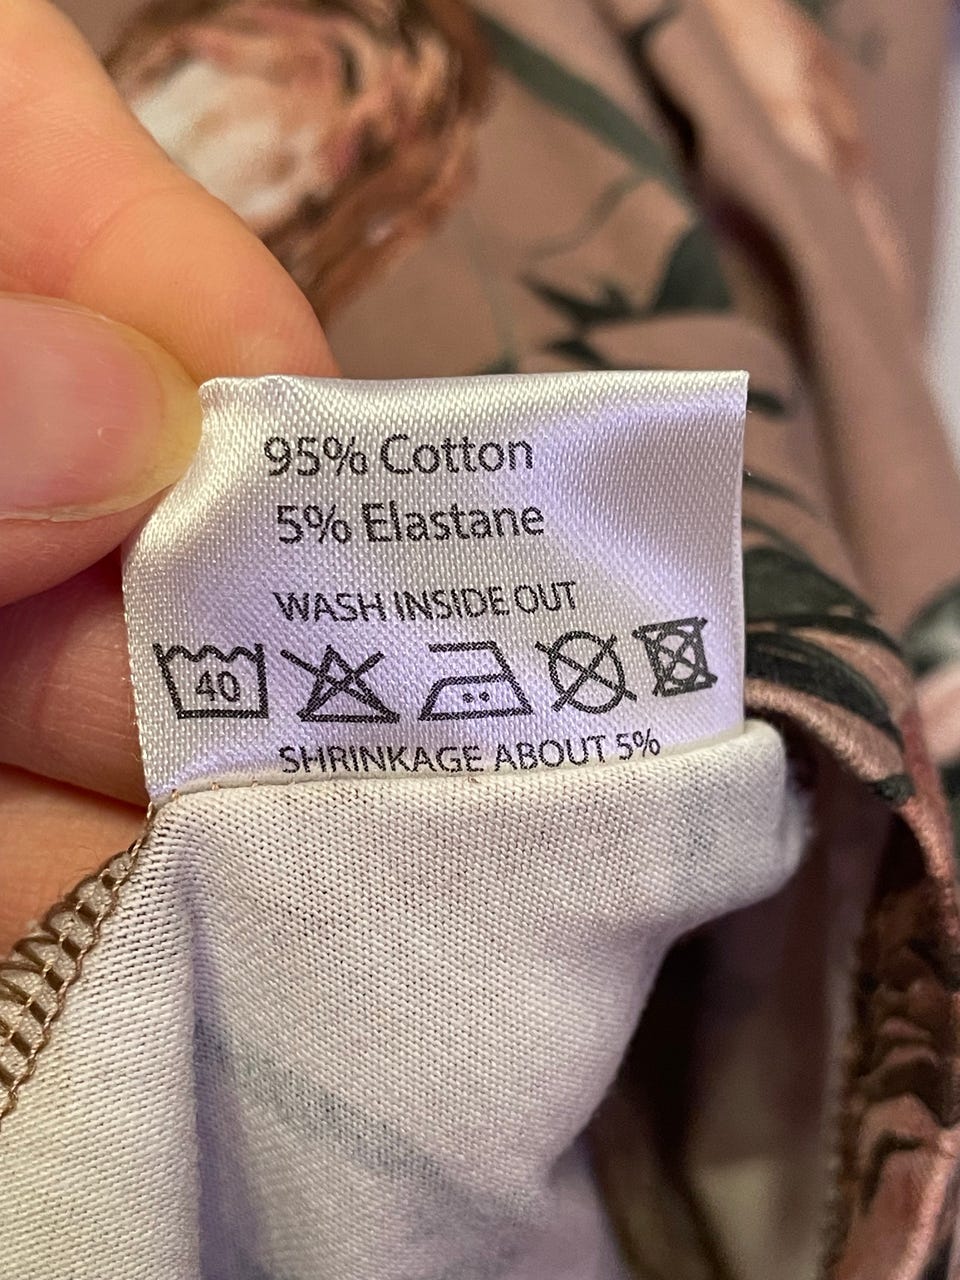 95% Cotton
5% Elastane
WASH INSIDE OUT
40
SHRINKAGE ABOUT 5%